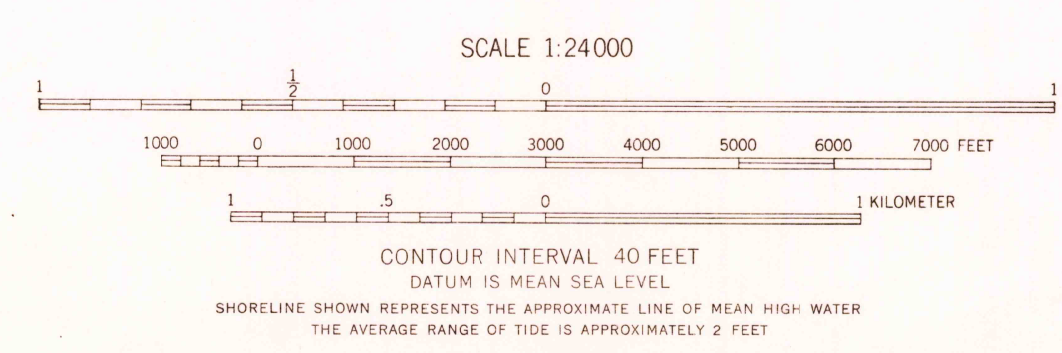 SCALE 1:24000
1 1/2 0 1
1000 0 1000 2000 3000 4000 5000 6000 7000 FEET
1 .5 0 1 KILOMETER
CONTOUR INTERVAL 40 FEET
DATUM IS MEAN SEA LEVEL
SHORELINE SHOWN REPRESENTS THE APPROXIMATE LINE OF MEAN HIGH WATER
THE AVERAGE RANGE OF TIDE IS APPROXIMATELY 2 FEET